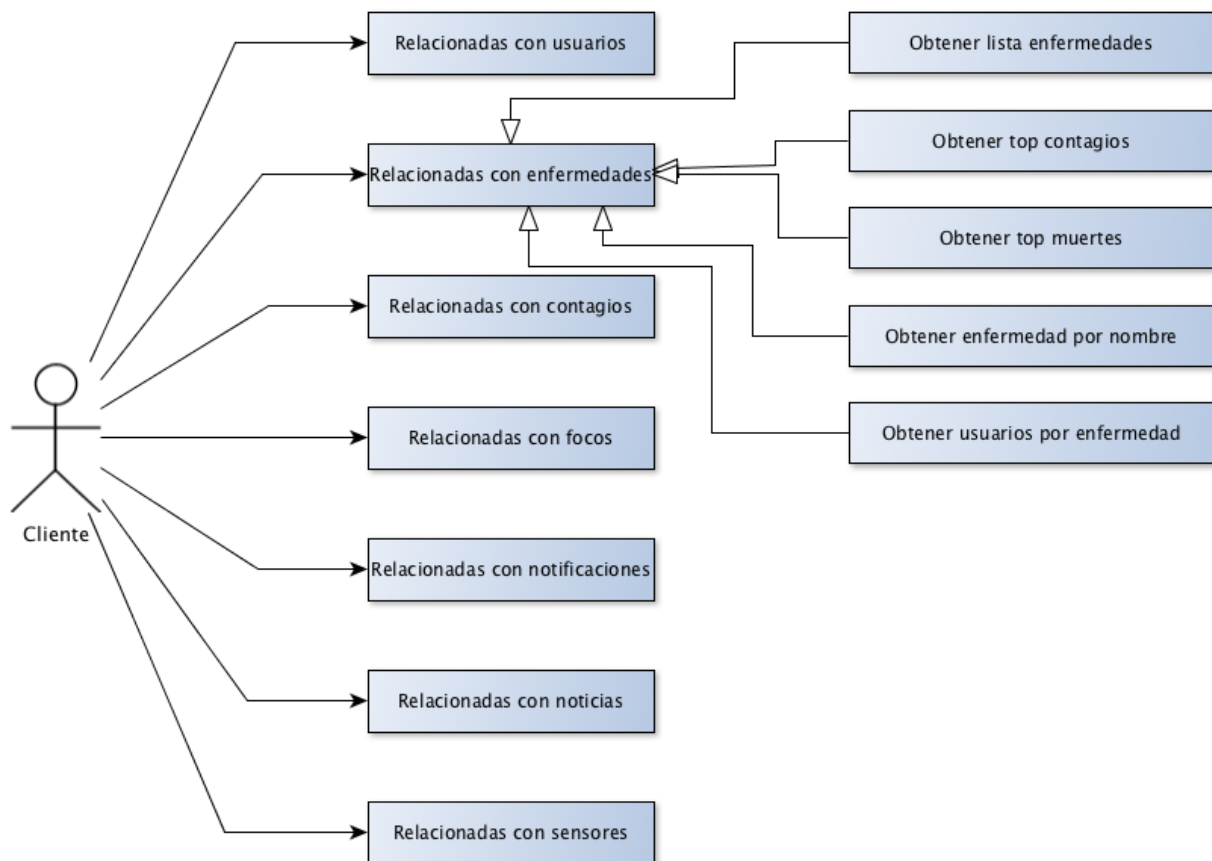 Relacionadas con usuarios
Obtener lista enfermedades
Obtener top contagios
Relacionadas con enfermedades
Obtener top muertes
Relacionadas con contagios
Obtener enfermedad por nombre
Relacionadas con focos
Obtener usuarios por enfermedad
Cliente
Relacionadas con notificaciones
Relacionadas con noticias
Relacionadas con sensores